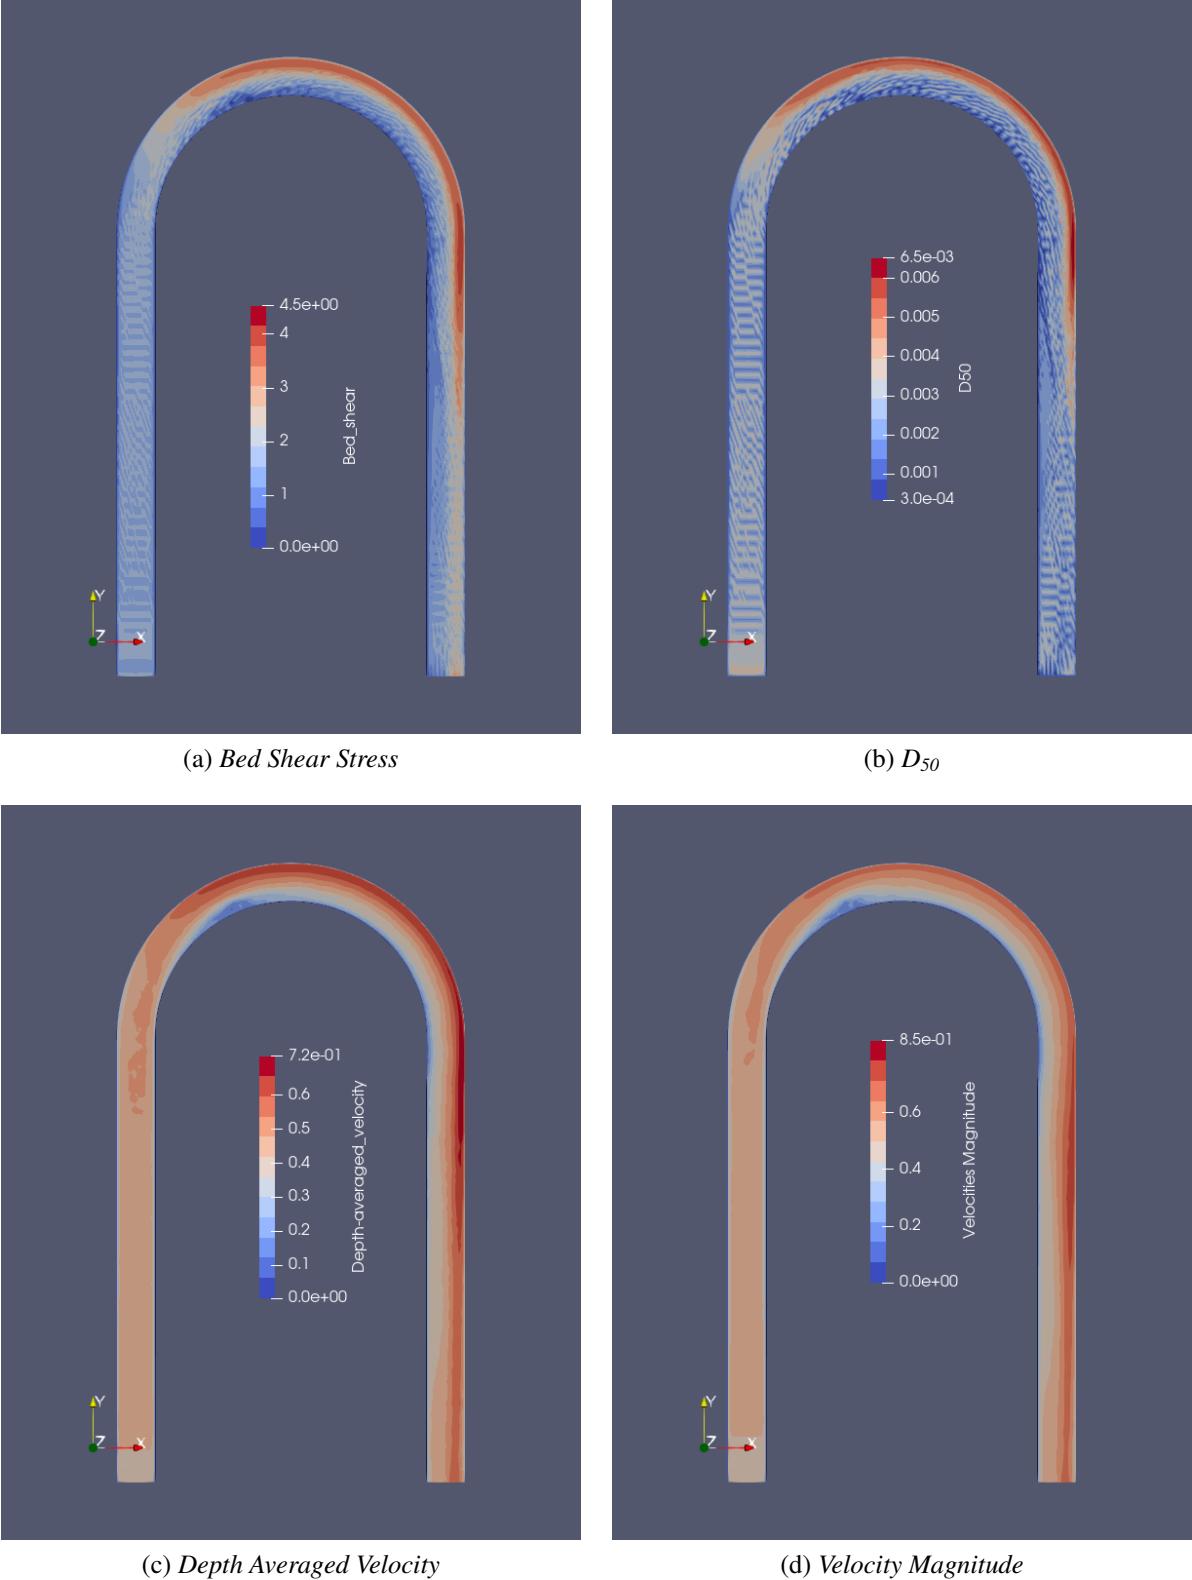 4.5e+00
4
3
2
1
0.0e+00
Bed_shear
Y
Z
X
(a) Bed Shear Stress
6.5e-03
0.006
0.005
0.004
0.003
0.002
0.001
3.0e-04
D50
Y
Z
X
(b) D50
7.2e-01
0.6
0.5
0.4
0.3
0.2
0.1
0.0e+00
Depth-averaged_velocity
Y
Z
X
(c) Depth Averaged Velocity
8.5e-01
0.6
0.4
0.2
0.0e+00
Velocities Magnitude
Y
Z
X
(d) Velocity Magnitude